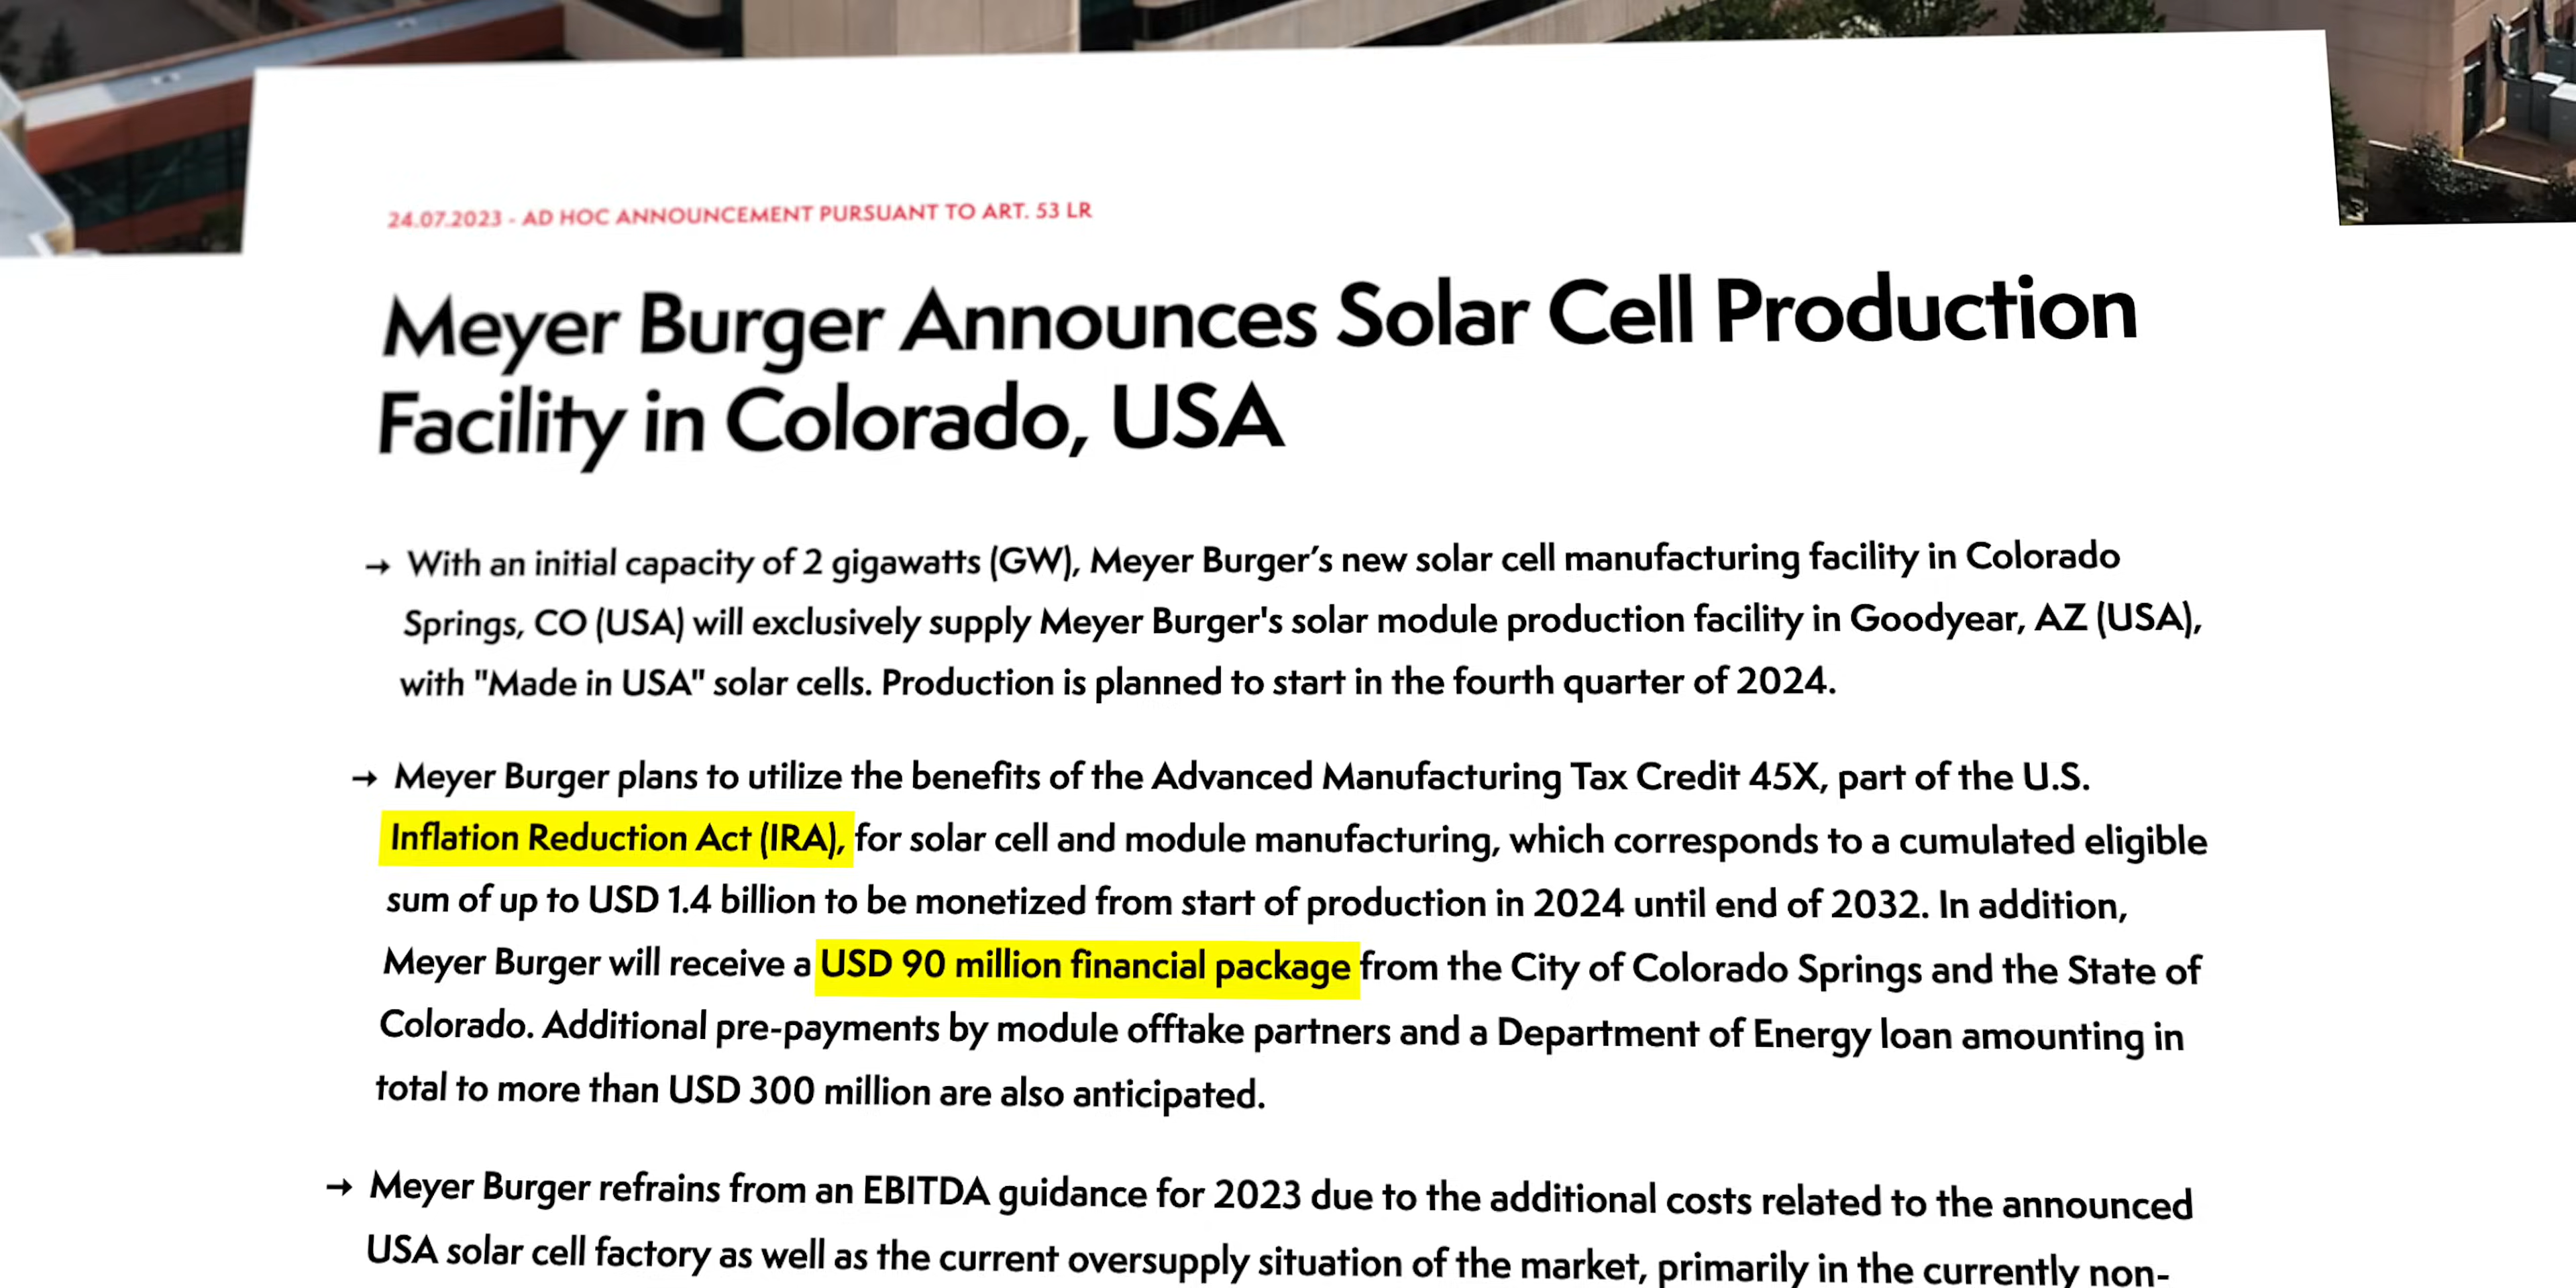 24.07.2023 - AD HOC ANNOUNCEMENT PURSUANT TO ART. 53 LR
Meyer Burger Announces Solar Cell Production
Facility in Colorado, USA
→ With an initial capacity of 2 gigawatts (GW), Meyer Burger’s new solar cell manufacturing facility in Colorado
Springs, CO (USA) will exclusively supply Meyer Burger's solar module production facility in Goodyear, AZ (USA),
with "Made in USA" solar cells. Production is planned to start in the fourth quarter of 2024.
→ Meyer Burger plans to utilize the benefits of the Advanced Manufacturing Tax Credit 45X, part of the U.S.
Inflation Reduction Act (IRA), for solar cell and module manufacturing, which corresponds to a cumulated eligible
sum of up to USD 1.4 billion to be monetized from start of production in 2024 until end of 2032. In addition,
Meyer Burger will receive a USD 90 million financial package from the City of Colorado Springs and the State of
Colorado. Additional pre-payments by module offtake partners and a Department of Energy loan amounting in
total to more than USD 300 million are also anticipated.
→ Meyer Burger refrains from an EBITDA guidance for 2023 due to the additional costs related to the announced
USA solar cell factory as well as the current oversupply situation of the market, primarily in the currently non-